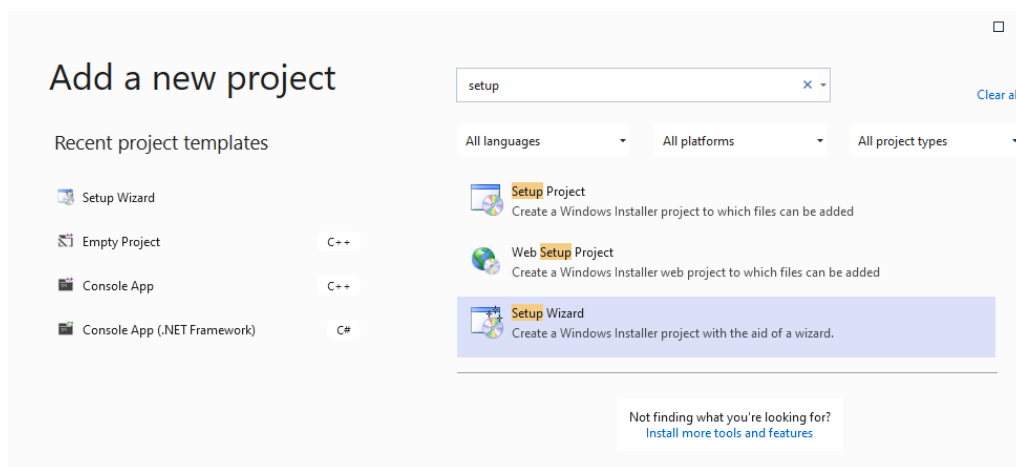 Add a new project
setup
Clear al
Recent project templates
All languages
All platforms
All project types
Setup Wizard
Empty Project
C++
Console App
C++
Console App (.NET Framework)
C#
Setup Project
Create a Windows Installer project to which files can be added
Web Setup Project
Create a Windows Installer web project to which files can be added
Setup Wizard
Create a Windows Installer project with the aid of a wizard.
Not finding what you're looking for?
Install more tools and features